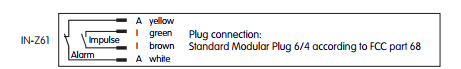 A yellow
I green
Impulse
Plug connection:
IN-Z61
I brown
Standard Modular Plug 6/4 according to FCC part 68
Alarm
A white